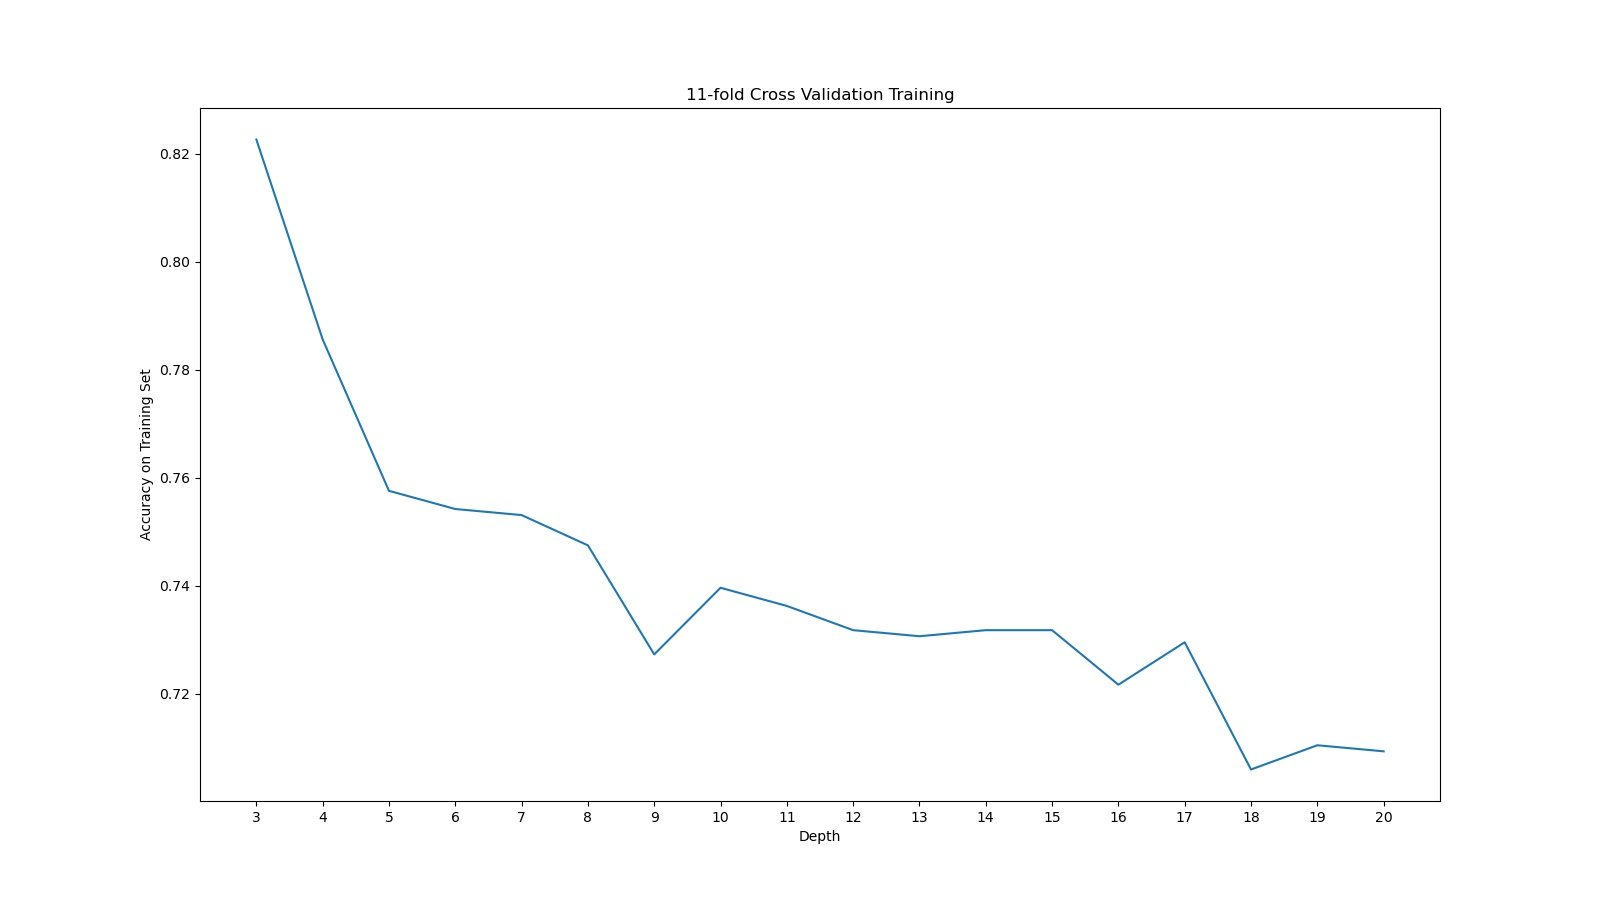 11-fold Cross Validation Training
Accuracy on Training Set
0.82
0.80
0.78
0.76
0.74
0.72
3 4 5 6 7 8 9 10 11 12 13 14 15 16 17 18 19 20
Depth